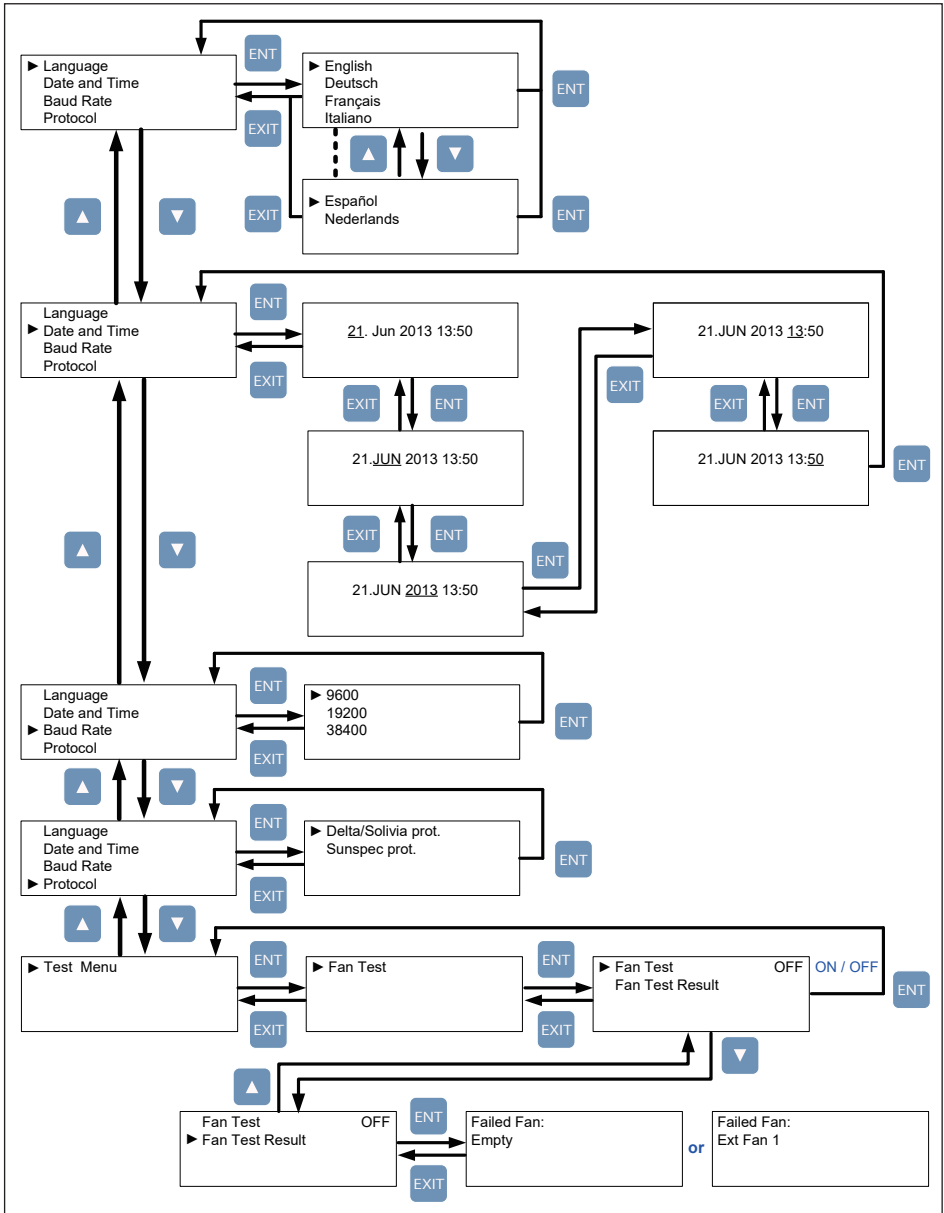 ENT
► Language
Date and Time
Baud Rate
Protocol
► English
Deutsch
Français
Italiano
ENT
EXIT
▲
▼
► Español
Nederlands
EXIT
ENT
▲
▼
ENT
Language
► Date and Time
Baud Rate
Protocol
21. Jun 2013 13:50
21.JUN 2013 13:50
EXIT
EXIT
EXIT
ENT
EXIT
ENT
21.JUN 2013 13:50
21.JUN 2013 13:50
ENT
EXIT
ENT
▲
▼
ENT
21.JUN 2013 13:50
Language
Date and Time
► Baud Rate
Protocol
ENT
► 9600
19200
38400
ENT
EXIT
▲
▼
Language
Date and Time
Baud Rate
► Protocol
ENT
► Delta/Solivia prot.
Sunspec prot.
ENT
EXIT
▲
▼
► Test Menu
ENT
► Fan Test
ENT
► Fan Test OFF
Fan Test Result
ON / OFF
ENT
EXIT
EXIT
▼
▲
Fan Test OFF
► Fan Test Result
ENT
Failed Fan:
Empty
or
Failed Fan:
Ext Fan 1
EXIT